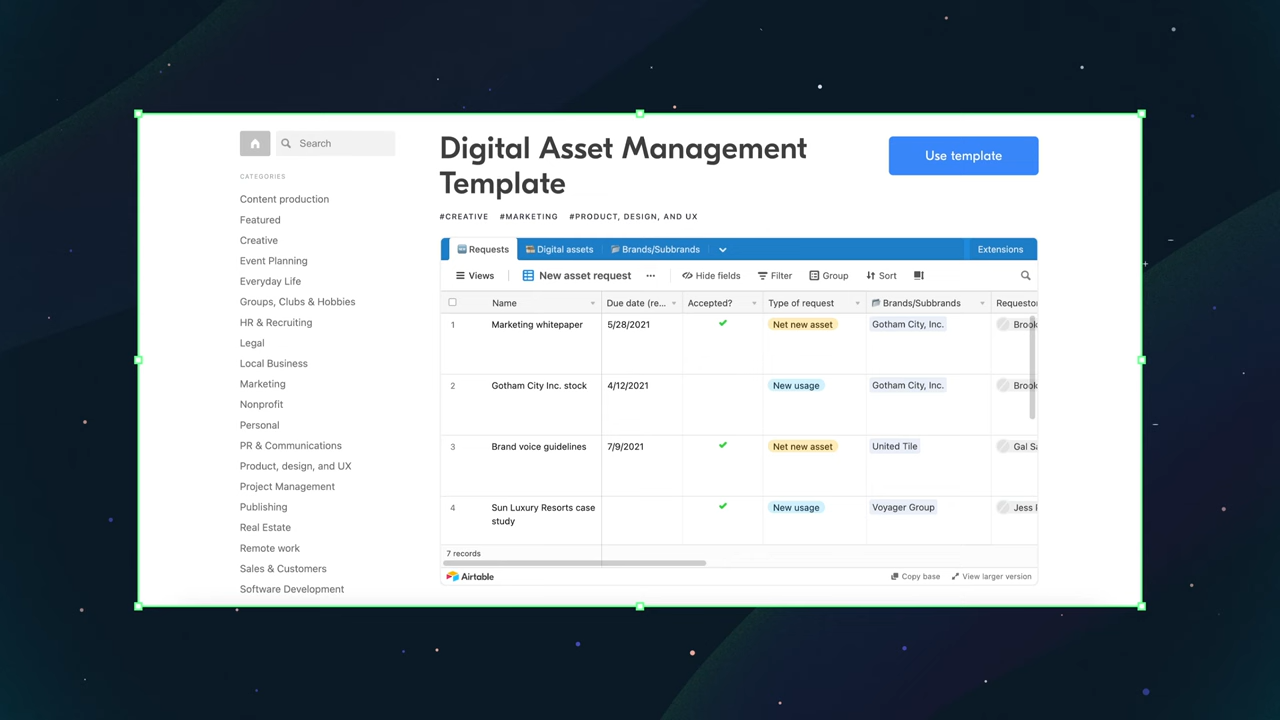 Search
CATEGORIES
Content production
Featured
Creative
Event Planning
Everyday Life
Groups, Clubs & Hobbies
HR & Recruiting
Legal
Local Business
Marketing
Nonprofit
Personal
PR & Communications
Product, design, and UX
Project Management
Publishing
Real Estate
Remote work
Sales & Customers
Software Development
Digital Asset Management
Template
Use template
#CREATIVE #MARKETING #PRODUCT, DESIGN, AND UX
Requests Digital assets Brands/Subbrands Extensions
Views New asset request ... Hide fields Filter Group Sort
Name Due date (re... Accepted? Type of request Brands/Subbrands Requestor
1 Marketing whitepaper 5/28/2021 Net new asset Gotham City, Inc. Brook
2 Gotham City Inc. stock 4/12/2021 New usage Gotham City, Inc. Brook
3 Brand voice guidelines 7/9/2021 Net new asset United Tile Gal Sa
4 Sun Luxury Resorts case New usage Voyager Group Jess
study
7 records
Airtable Copy base View larger version